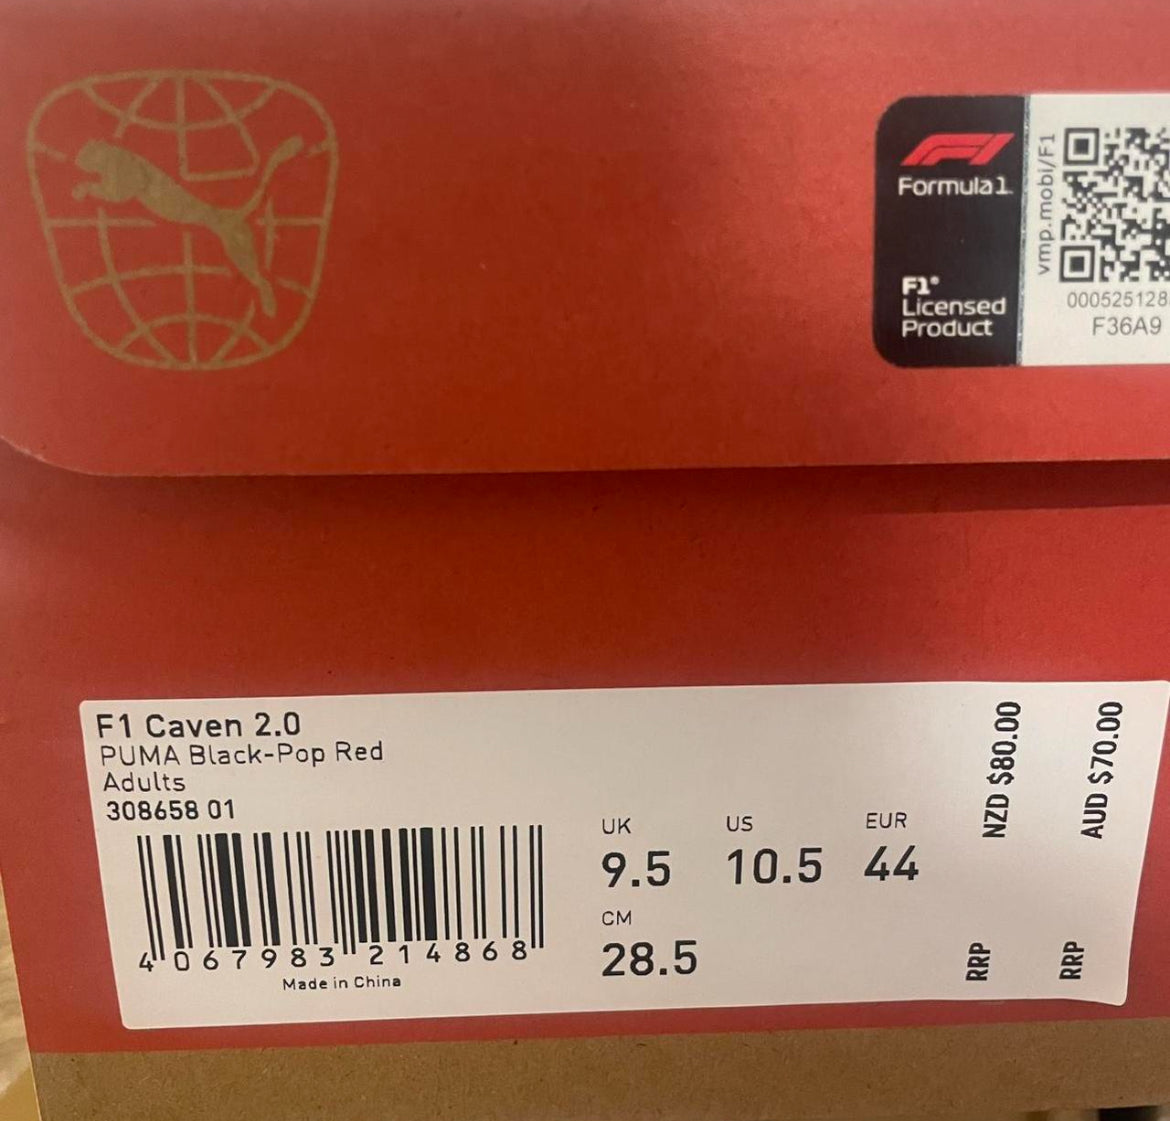 Formula 1
F1®
Licensed
Product
vmp.mobi/F1
000525128
F36A9
F1 Caven 2.0
PUMA Black-Pop Red
Adults
308658 01
4 067983 214868
Made in China
UK
9.5
US
10.5
EUR
44
CM
28.5
RRP NZD $80.00
RRP AUD $70.00